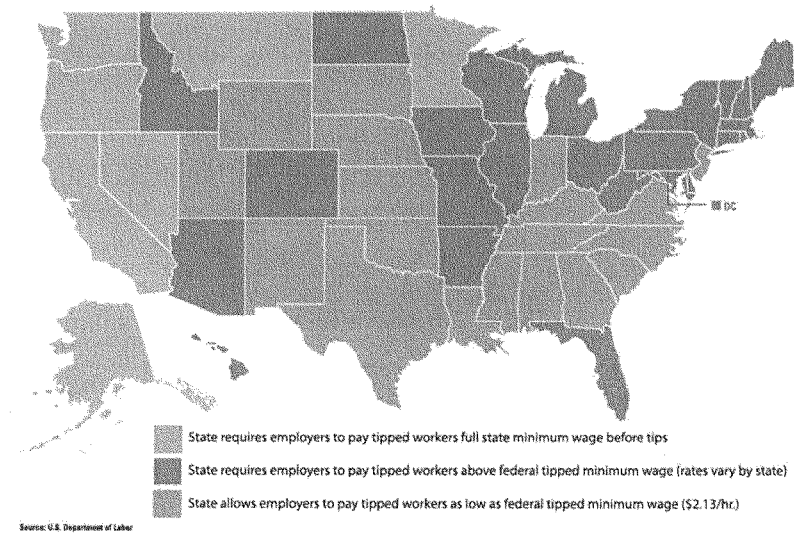 DC
State requires employers to pay tipped workers full state minimum wage before tips
State requires employers to pay tipped workers above federal tipped minimum wage (rates vary by state)
State allows employers to pay tipped workers as low as federal tipped minimum wage ($2.13/hr.)
Source: U.S. Department of Labor